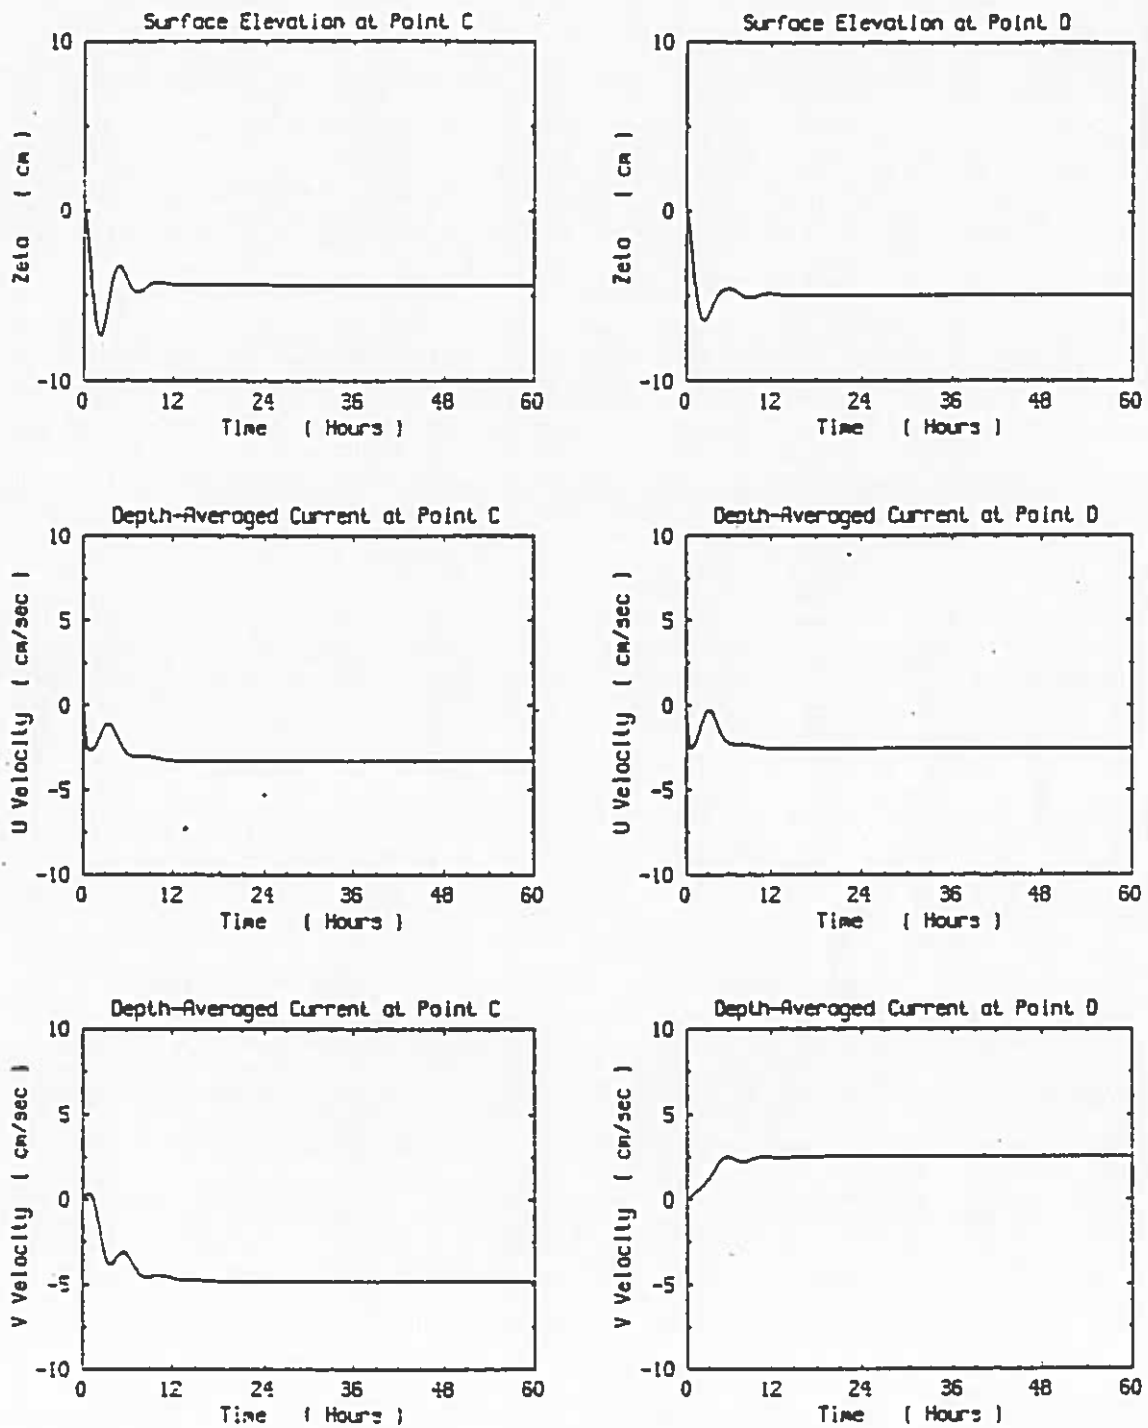 Surface Elevation at Point C
10
0
-10
Zeta ( cm )
0 12 24 36 48 60
Time ( Hours )
Surface Elevation at Point D
10
0
-10
Zeta ( cm )
0 12 24 36 48 60
Time ( Hours )
Depth-Averaged Current at Point C
10
5
0
-5
-10
U Velocity ( cm/sec )
0 12 24 36 48 60
Time ( Hours )
Depth-Averaged Current at Point D
10
5
0
-5
-10
U Velocity ( cm/sec )
0 12 24 36 48 60
Time ( Hours )
Depth-Averaged Current at Point C
10
5
0
-5
-10
V Velocity ( cm/sec )
0 12 24 36 48 60
Time ( Hours )
Depth-Averaged Current at Point D
10
5
0
-5
-10
V Velocity ( cm/sec )
0 12 24 36 48 60
Time ( Hours )